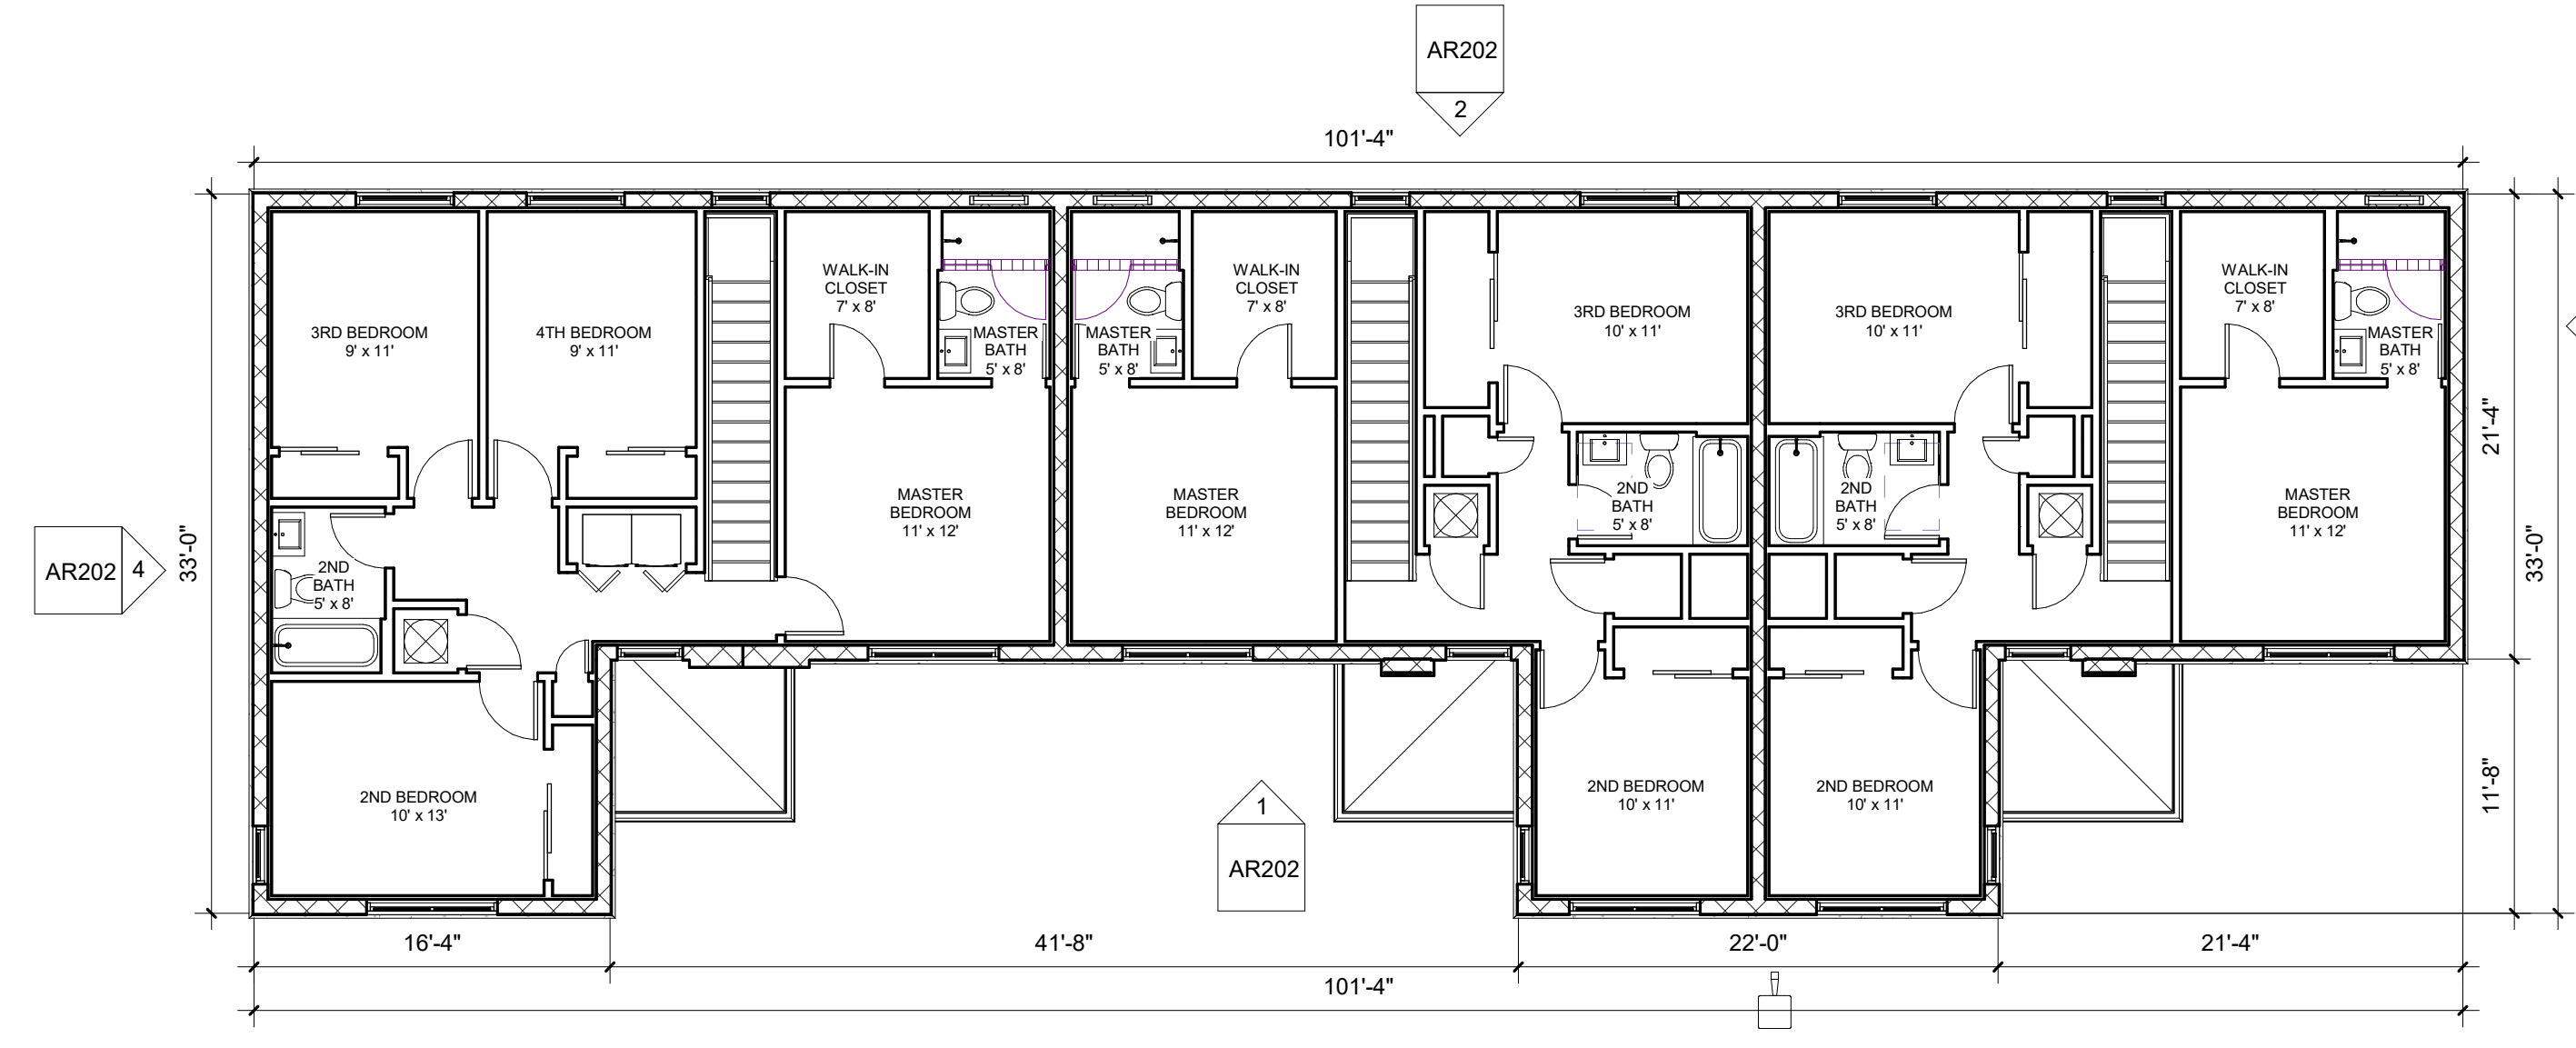 AR202
2
101'-4"
WALK-IN
CLOSET
7' x 8'
WALK-IN
CLOSET
7' x 8'
WALK-IN
CLOSET
7' x 8'
3RD BEDROOM
9' x 11'
4TH BEDROOM
9' x 11'
MASTER
BATH
5' x 8'
MASTER
BATH
5' x 8'
3RD BEDROOM
10' x 11'
3RD BEDROOM
10' x 11'
MASTER
BATH
5' x 8'
21'-4"
MASTER
BEDROOM
11' x 12'
MASTER
BEDROOM
11' x 12'
2ND
BATH
5' x 8'
2ND
BATH
5' x 8'
MASTER
BEDROOM
11' x 12'
AR202
4
33'-0"
2ND
BATH
5' x 8'
33'-0"
2ND BEDROOM
10' x 13'
2ND BEDROOM
10' x 11'
2ND BEDROOM
10' x 11'
11'-8"
1
AR202
16'-4"
41'-8"
22'-0"
21'-4"
101'-4"